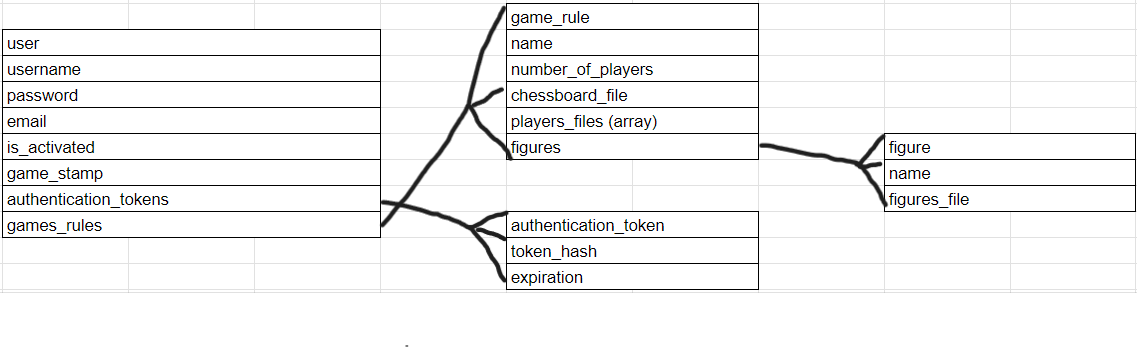 user
username
password
email
is_activated
game_stamp
authentication_tokens
games_rules
game_rule
name
number_of_players
chessboard_file
players_files (array)
figures
authentication_token
token_hash
expiration
figure
name
figures_file